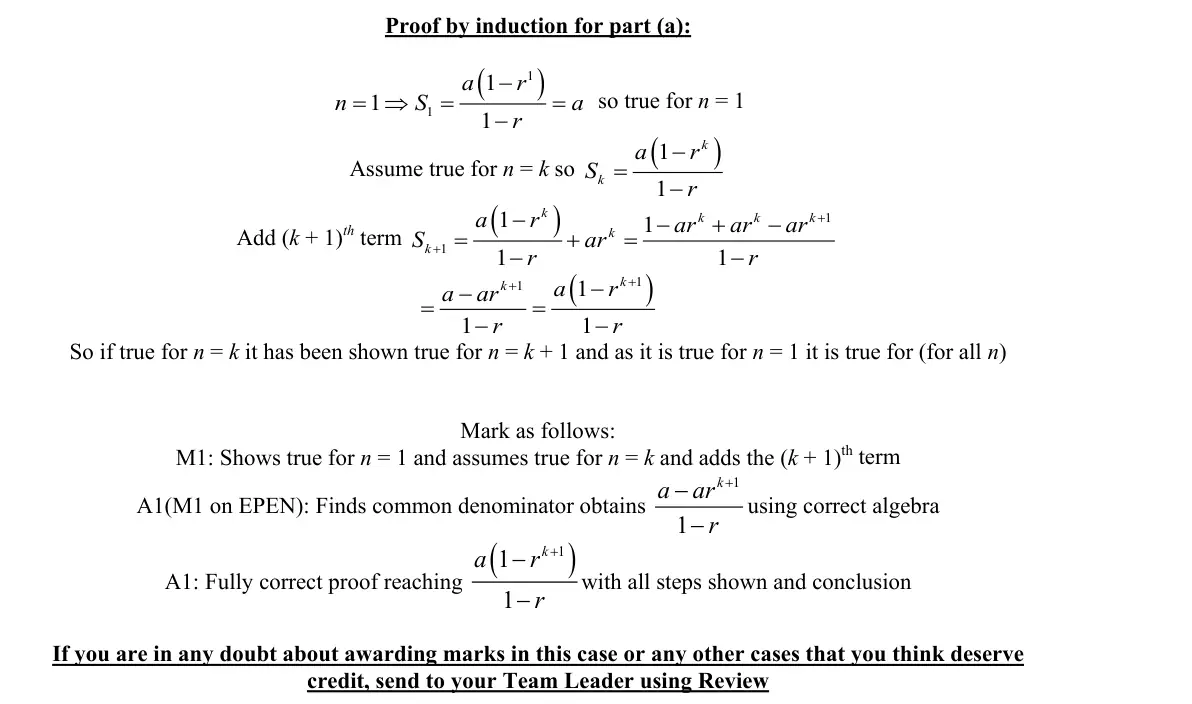 Proof by induction for part (a):
n = 1 ⇒ S₁ = a(1 − r¹) / (1 − r) = a so true for n = 1
Assume true for n = k so Sₖ = a(1 − rᵏ) / (1 − r)
Add (k + 1)ᵗʰ term Sₖ₊₁ = a(1 − rᵏ) / (1 − r) + arᵏ = (1 − arᵏ + arᵏ − arᵏ⁺¹) / (1 − r)
= (a − arᵏ⁺¹) / (1 − r) = a(1 − rᵏ⁺¹) / (1 − r)
So if true for n = k it has been shown true for n = k + 1 and as it is true for n = 1 it is true for (for all n)
Mark as follows:
M1: Shows true for n = 1 and assumes true for n = k and adds the (k + 1)ᵗʰ term
A1(M1 on EPEN): Finds common denominator obtains (a − arᵏ⁺¹) / (1 − r) using correct algebra
A1: Fully correct proof reaching a(1 − rᵏ⁺¹) / (1 − r) with all steps shown and conclusion
If you are in any doubt about awarding marks in this case or any other cases that you think deserve
credit, send to your Team Leader using Review